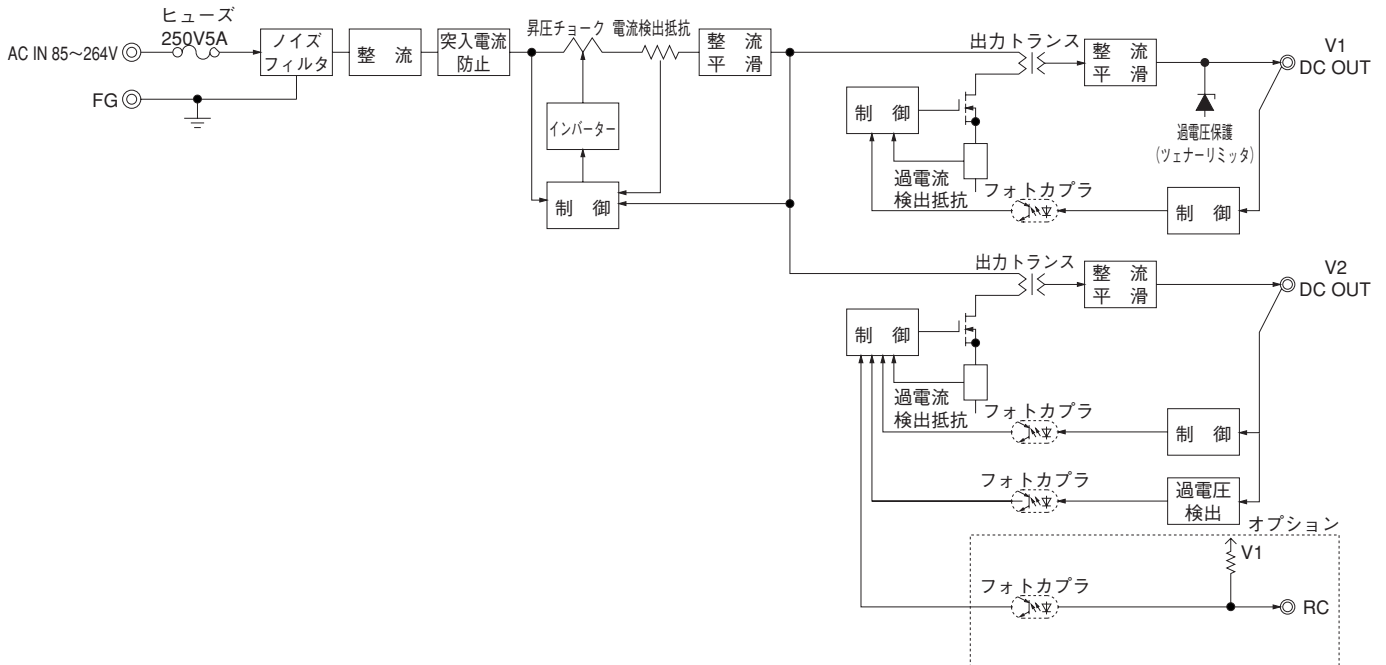 ヒューズ
250V5A
AC IN 85〜264V
FG
ノイズ
フィルタ
整 流
突入電流
防止
昇圧チョーク
電流検出抵抗
整 流
平 滑
インバーター
制 御
出力トランス
整 流
平 滑
V1
DC OUT
制 御
過電圧保護
(ツェナーリミッタ)
過電流
検出抵抗
フォトカプラ
制 御
出力トランス
整 流
平 滑
V2
DC OUT
制 御
過電流
検出抵抗
フォトカプラ
制 御
フォトカプラ
過電圧
検出
オプション
V1
フォトカプラ
RC